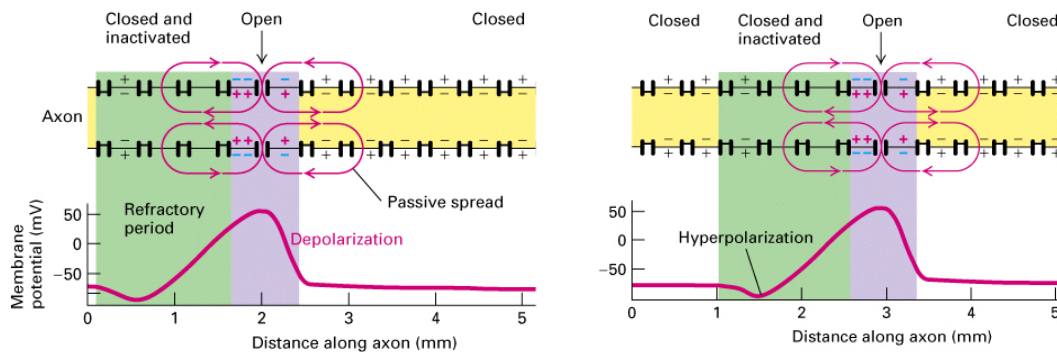 Closed and
inactivated
Open
Closed
+ + - - - + + + + +
- - + + + - - - - -
Axon
- - + + + - - - - -
+ + - - - + + + + +
Passive spread
Membrane
potential (mV)
50
0
−50
Refractory
period
Depolarization
0 1 2 3 4 5
Distance along axon (mm)
Closed
Closed and
inactivated
Open
Closed
+ + + - - - + + + +
- - - + + + - - - -
- - - + + + - - - -
+ + + - - - + + + +
50
0
−50
Hyperpolarization
0 1 2 3 4 5
Distance along axon (mm)